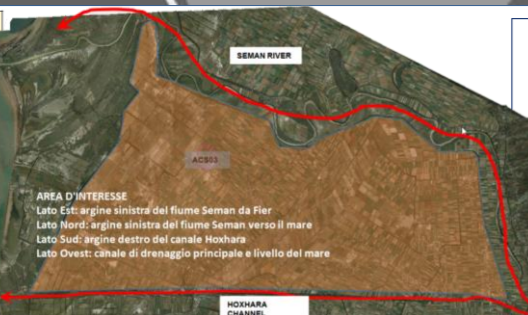 SEMAN RIVER
ACS03
AREA D'INTERESSE
Lato Est: argine sinistra del fiume Seman da Fier
Lato Nord: argine sinistra del fiume Seman verso il mare
Lato Sud: argine destro del canale Hoxhara
Lato Ovest: canale di drenaggio principale e livello del mare
HOXHARA
CHANNEL